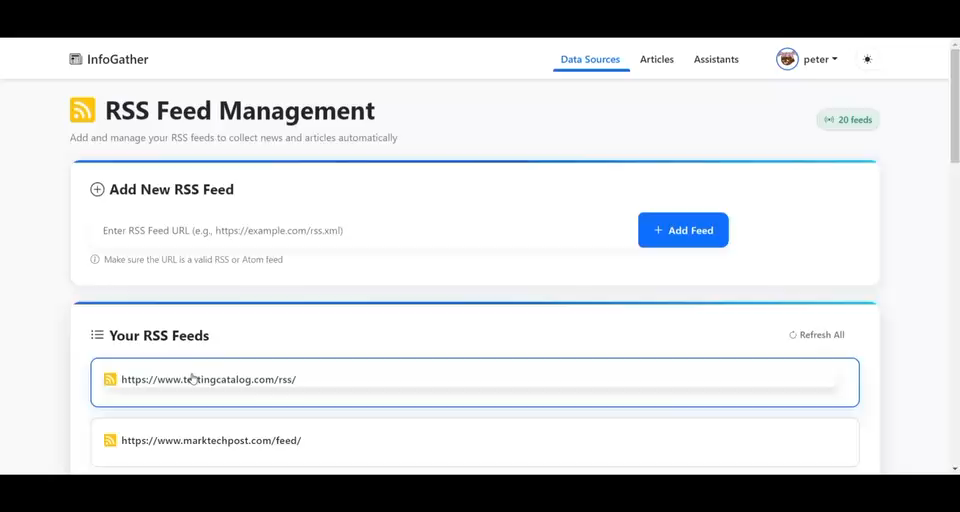 InfoGather
Data Sources
Articles
Assistants
peter
RSS Feed Management
20 feeds
Add and manage your RSS feeds to collect news and articles automatically
Add New RSS Feed
Enter RSS Feed URL (e.g., https://example.com/rss.xml)
+ Add Feed
Make sure the URL is a valid RSS or Atom feed
Your RSS Feeds
Refresh All
https://www.testingcatalog.com/rss/
https://www.marktechpost.com/feed/